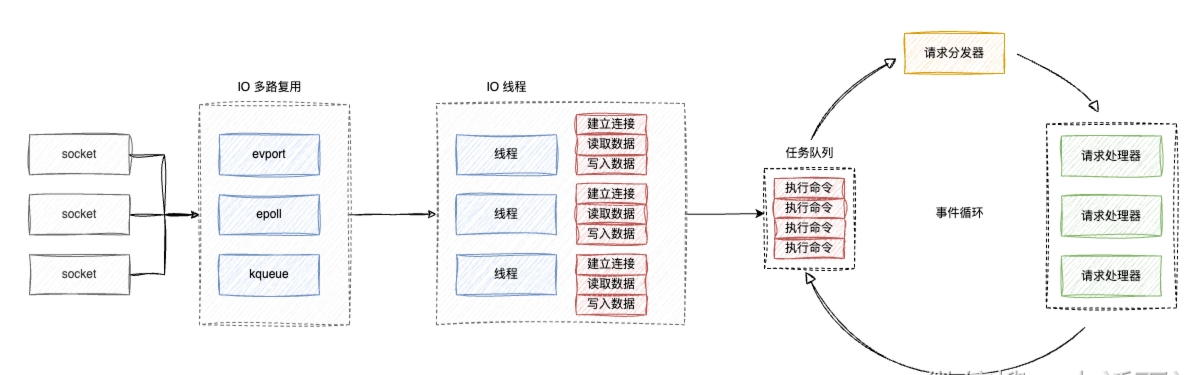 请求分发器
IO 多路复用
IO 线程
socket
socket
socket
evport
epoll
kqueue
线程
建立连接
读取数据
写入数据
线程
建立连接
读取数据
写入数据
线程
建立连接
读取数据
写入数据
任务队列
执行命令
执行命令
执行命令
执行命令
事件循环
请求处理器
请求处理器
请求处理器